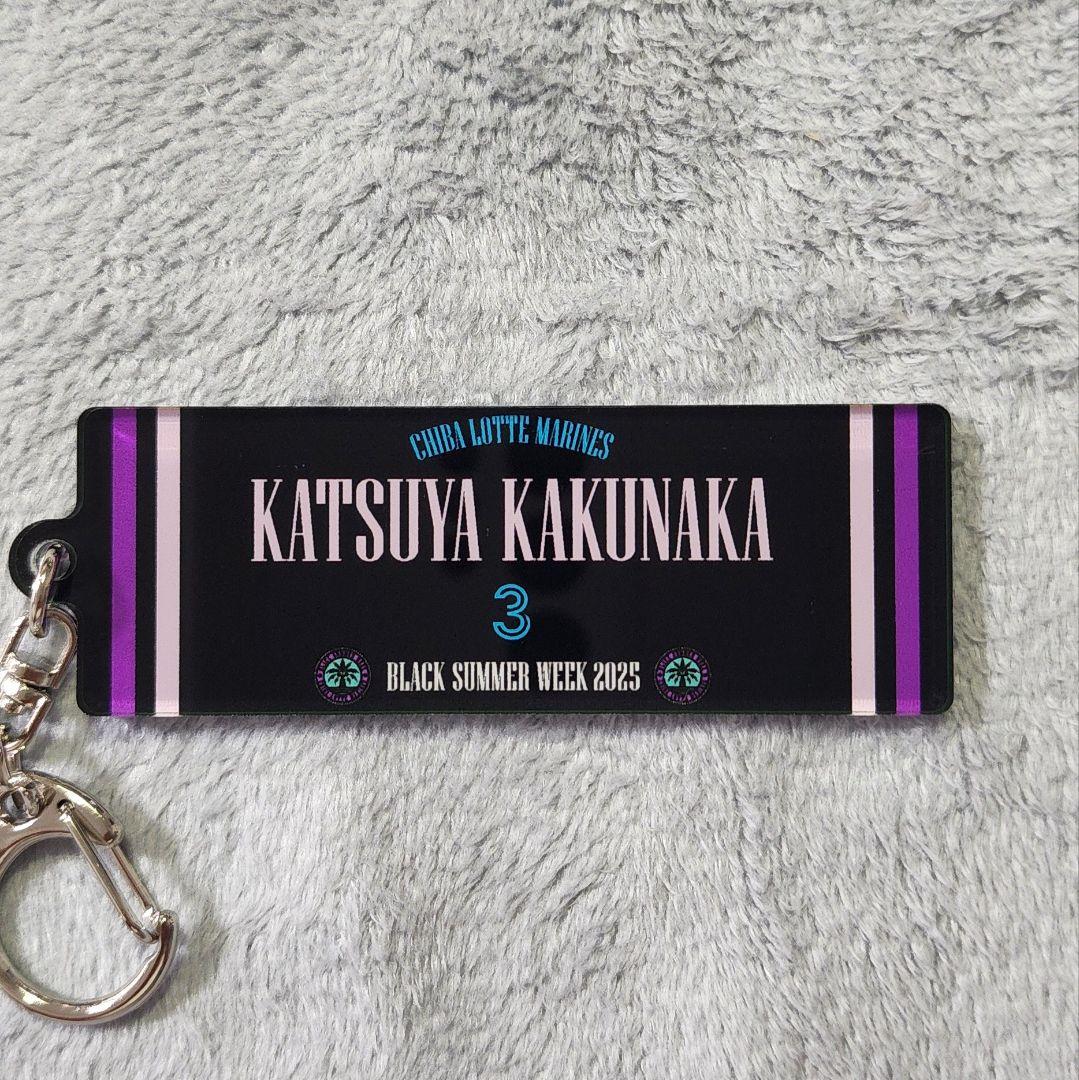 CHIBA LOTTE MARINES
KATSUYA KAKUNAKA
3
BLACK SUMMER WEEK 2025